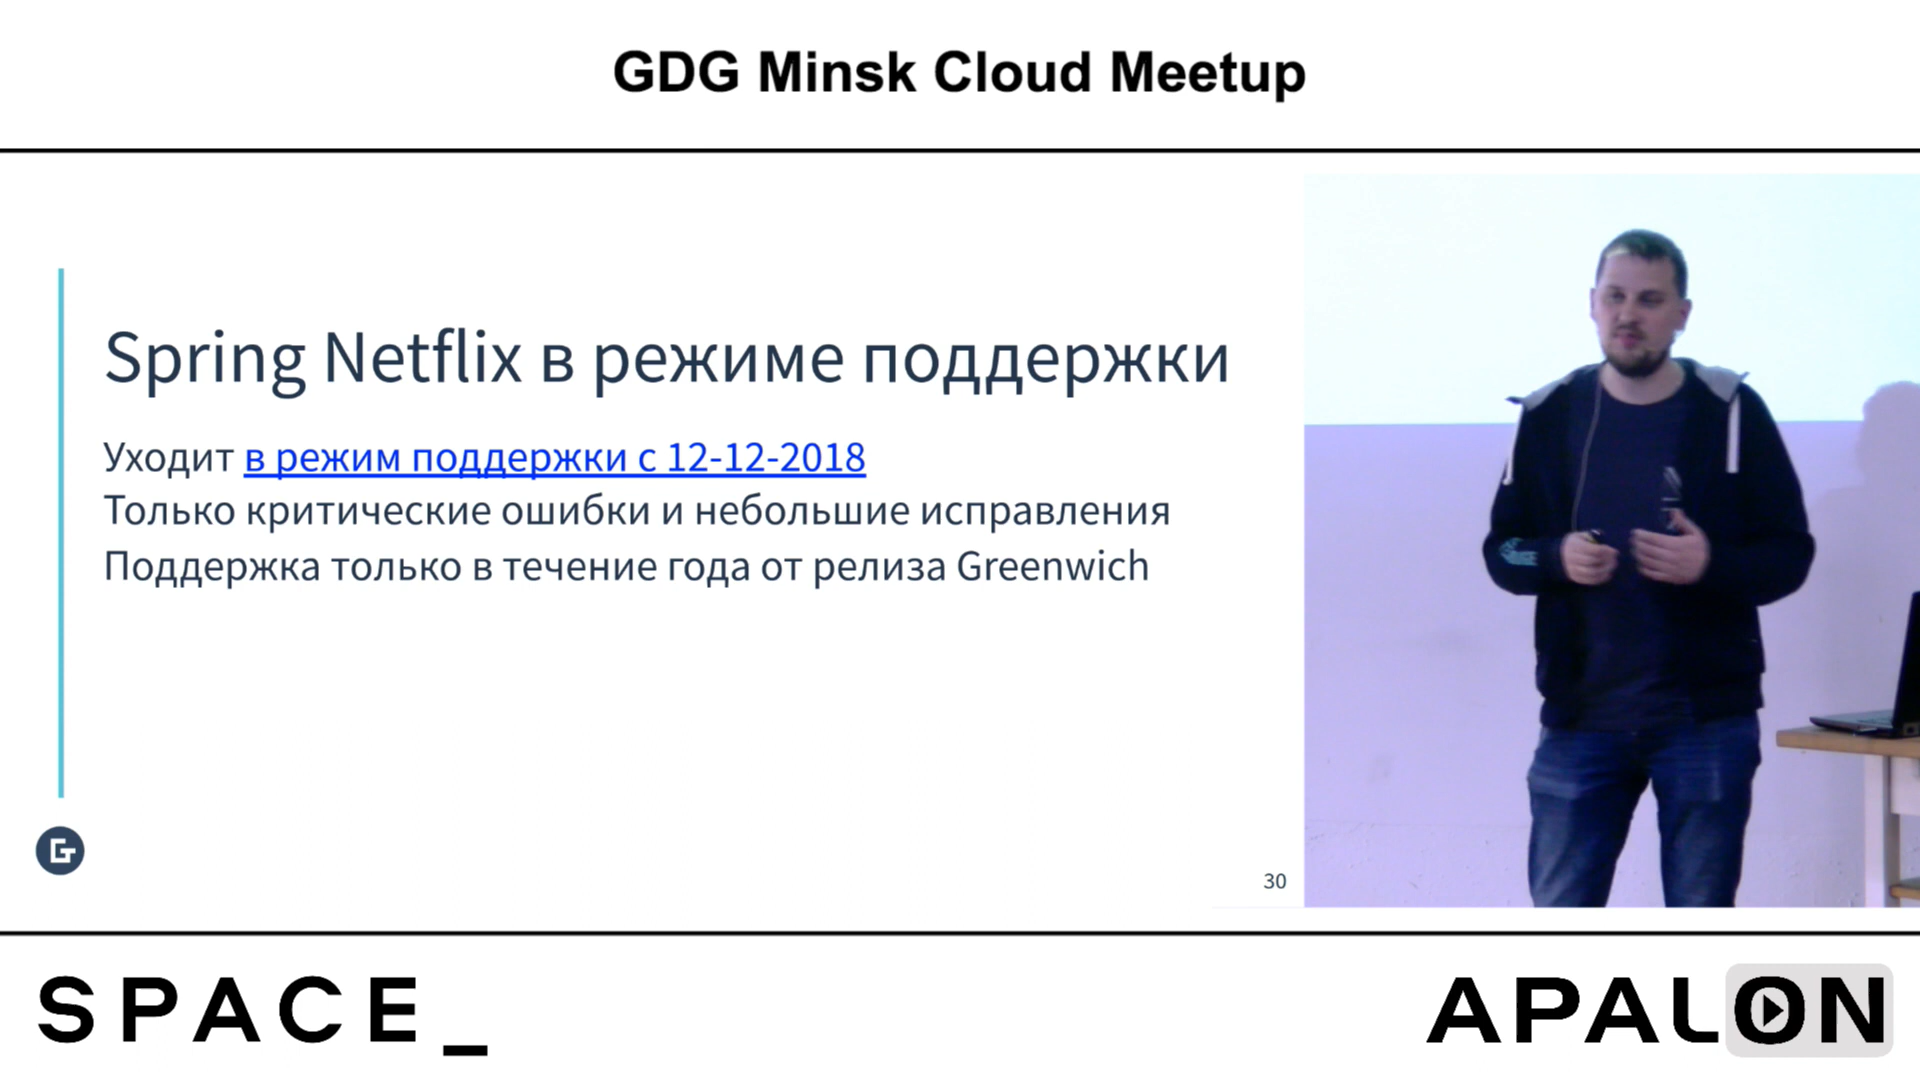 GDG Minsk Cloud Meetup
Spring Netflix в режиме поддержки
Уходит в режим поддержки с 12-12-2018
Только критические ошибки и небольшие исправления
Поддержка только в течение года от релиза Greenwich
30
SPACE_
APALON